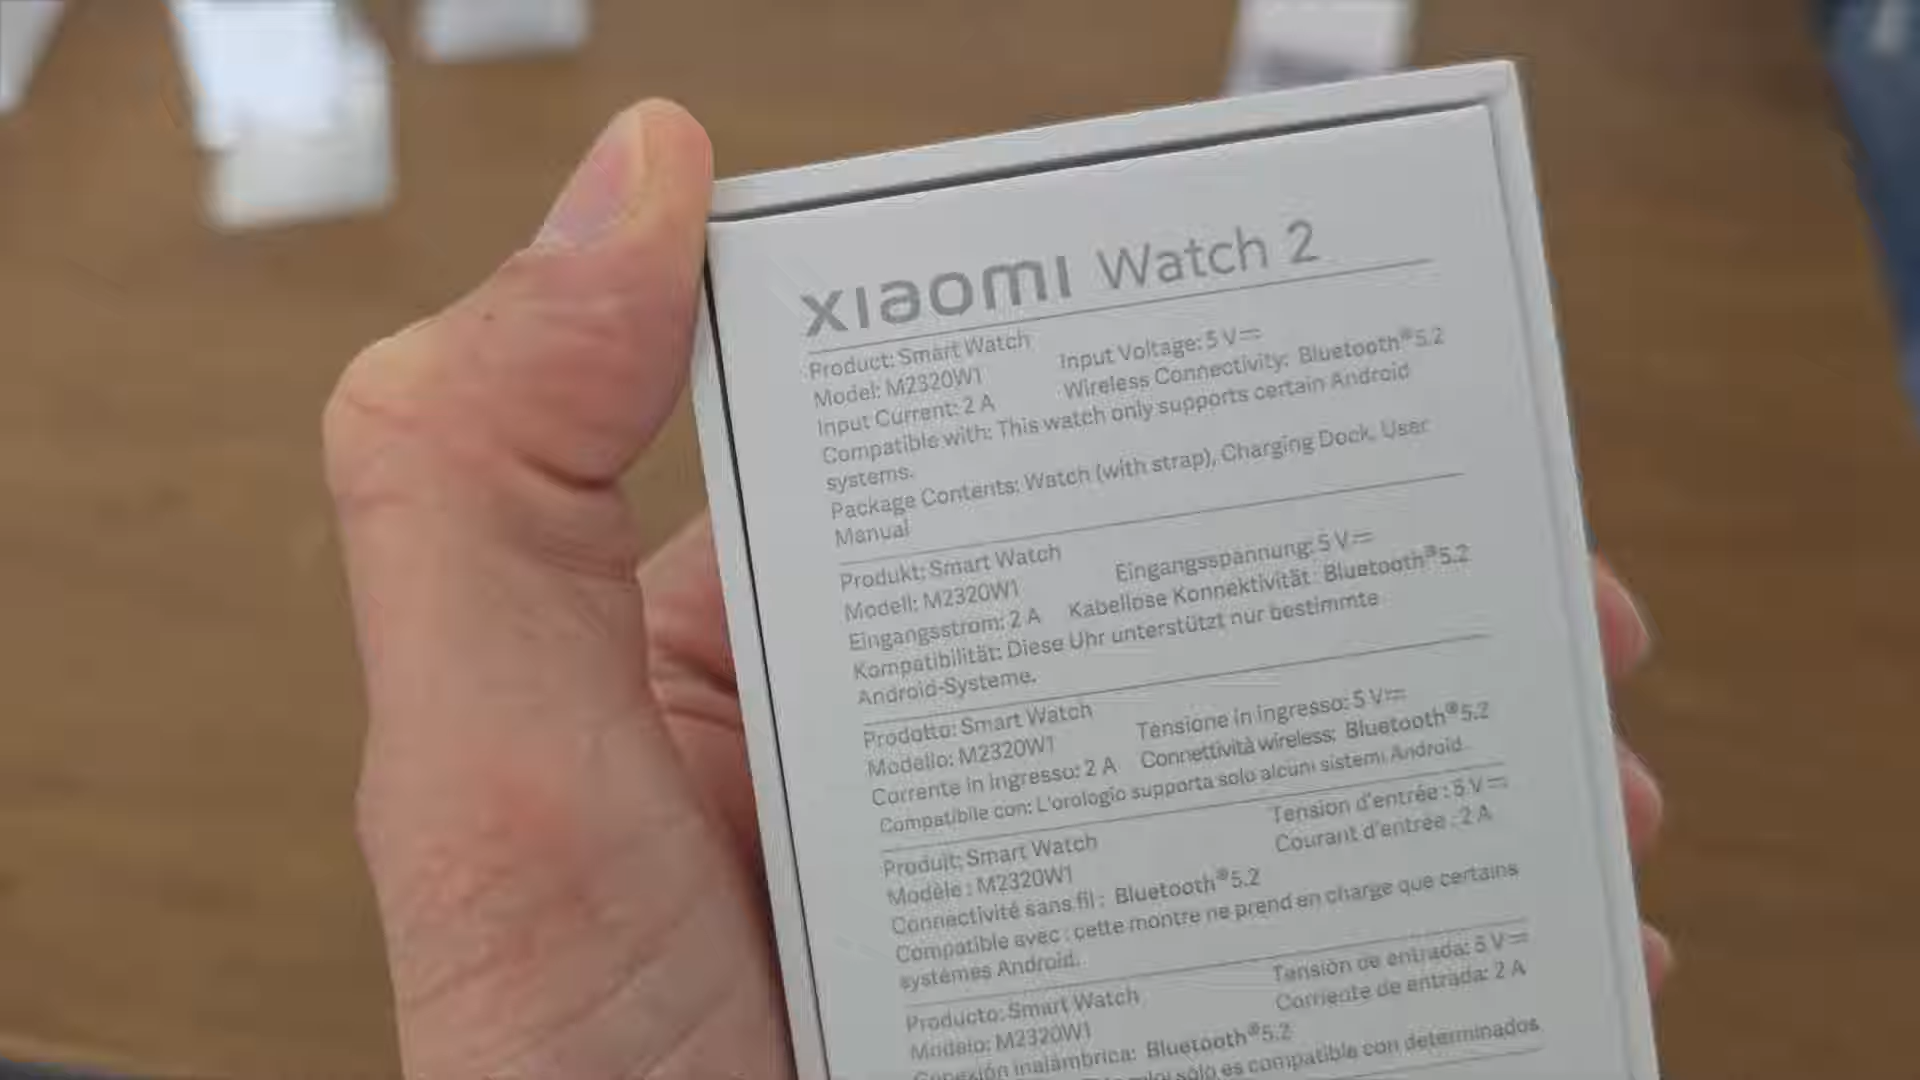 xiaomi Watch 2
Product: Smart Watch
Model: M2320W1 Input Voltage: 5 V⎓
Input Current: 2 A Wireless Connectivity: Bluetooth®5.2
Compatible with: This watch only supports certain Android
systems.
Package Contents: Watch (with strap), Charging Dock, User
Manual
Produkt: Smart Watch
Modell: M2320W1 Eingangsspannung: 5 V⎓
Eingangsstrom: 2 A Kabellose Konnektivität: Bluetooth®5.2
Kompatibilität: Diese Uhr unterstützt nur bestimmte
Android-Systeme.
Prodotto: Smart Watch
Modello: M2320W1 Tensione in ingresso: 5 V⎓
Corrente in ingresso: 2 A Connettività wireless: Bluetooth®5.2
Compatibile con: L'orologio supporta solo alcuni sistemi Android.
Produit: Smart Watch Tension d'entrée : 5 V⎓
Modèle : M2320W1 Courant d'entrée : 2 A
Connectivité sans fil : Bluetooth®5.2
Compatible avec : cette montre ne prend en charge que certains
systèmes Android.
Producto: Smart Watch Tensión de entrada: 5 V⎓
Modelo: M2320W1 Corriente de entrada: 2 A
Conexión inalámbrica: Bluetooth®5.2
sólo es compatible con determinados